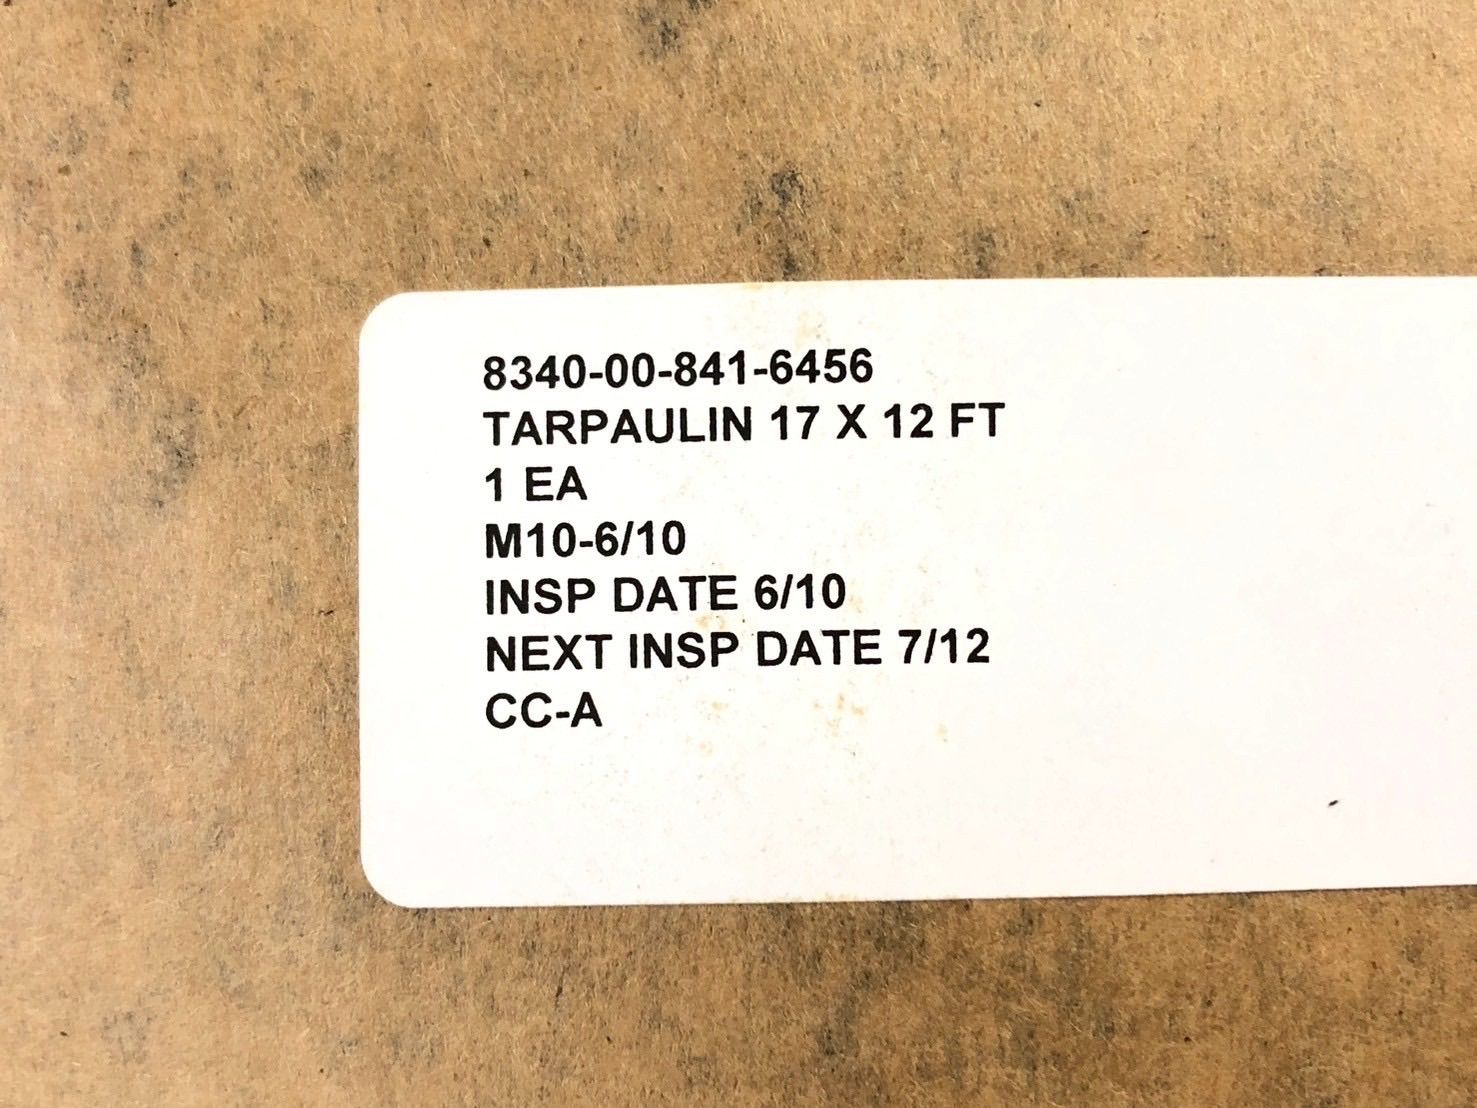 8340-00-841-6456
TARPAULIN 17 X 12 FT
1 EA
M10-6/10
INSP DATE 6/10
NEXT INSP DATE 7/12
CC-A